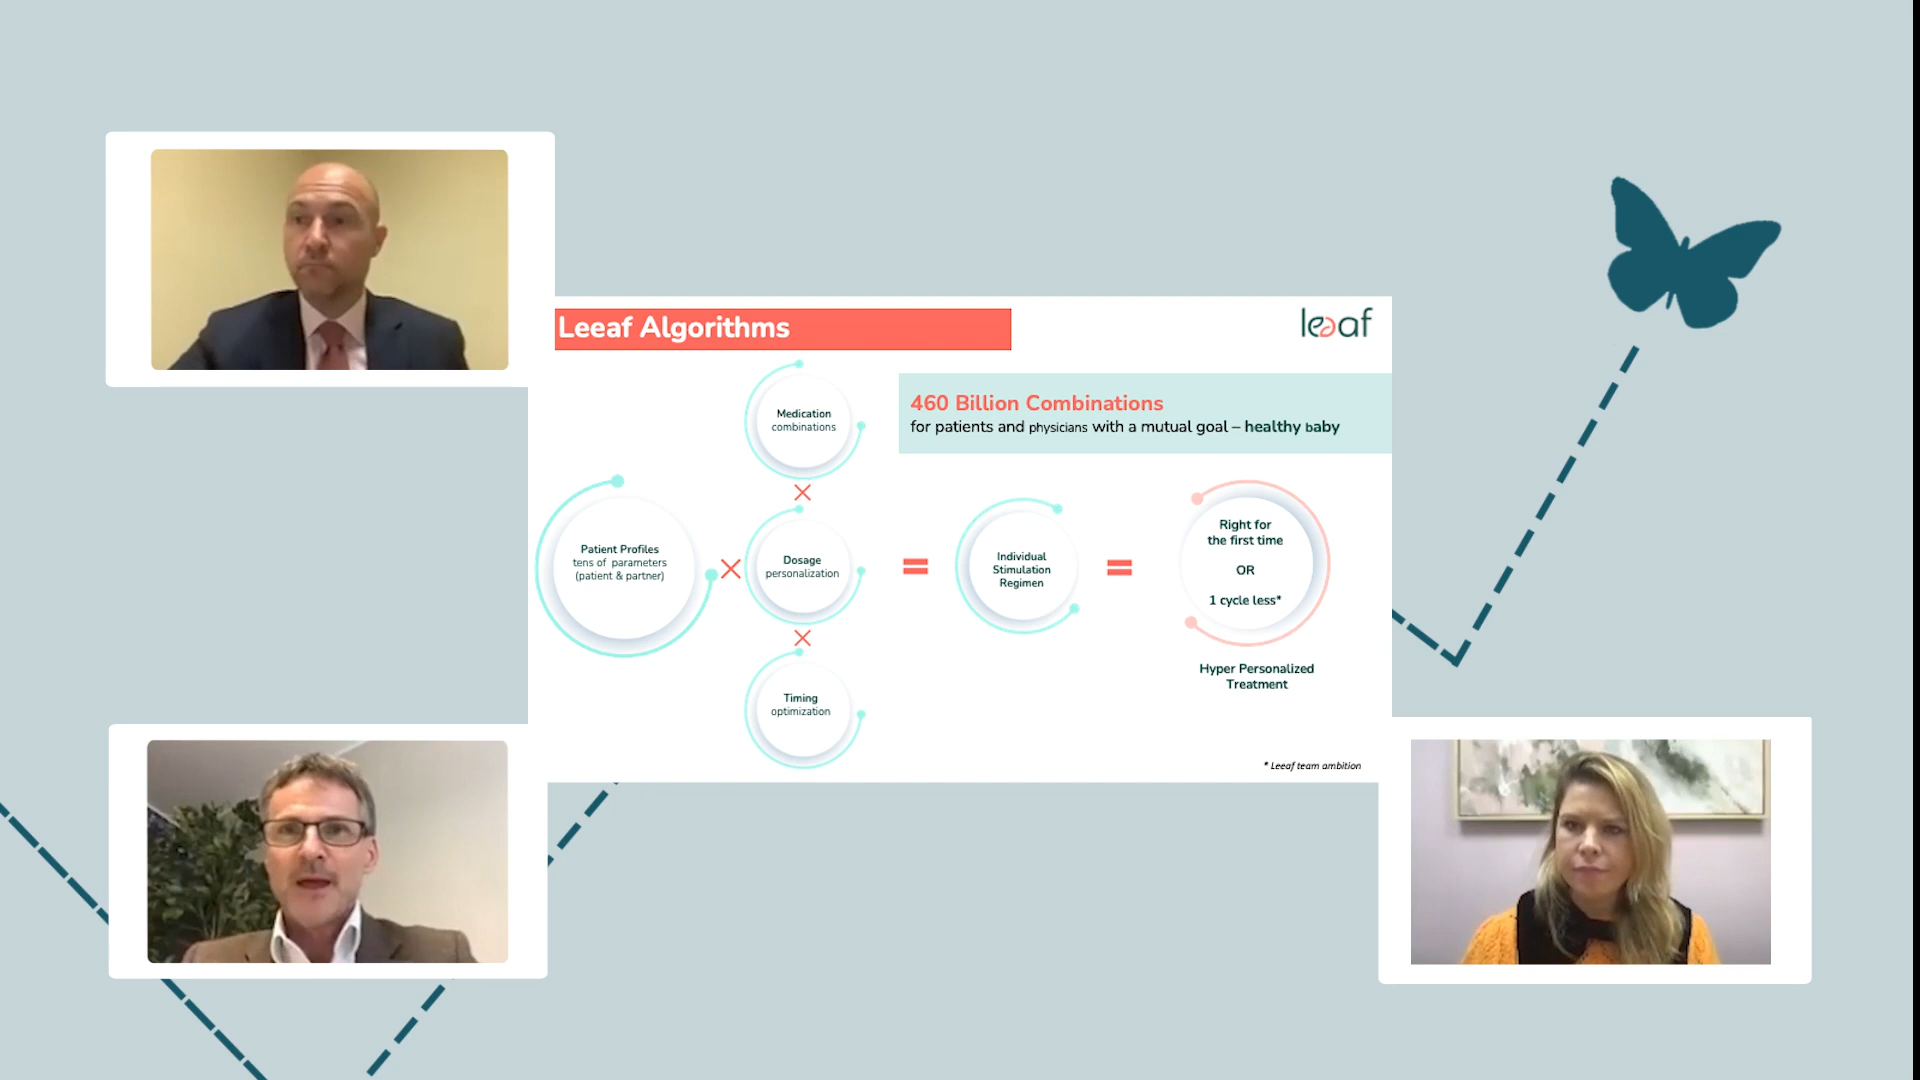 Leeaf Algorithms
leeaf
460 Billion Combinations
for patients and physicians with a mutual goal – healthy baby
Medication
combinations
Patient Profiles
tens of parameters
(patient & partner)
Dosage
personalization
Timing
optimization
Individual
Stimulation
Regimen
Right for
the first time
OR
1 cycle less*
Hyper Personalized
Treatment
* Leeaf team ambition